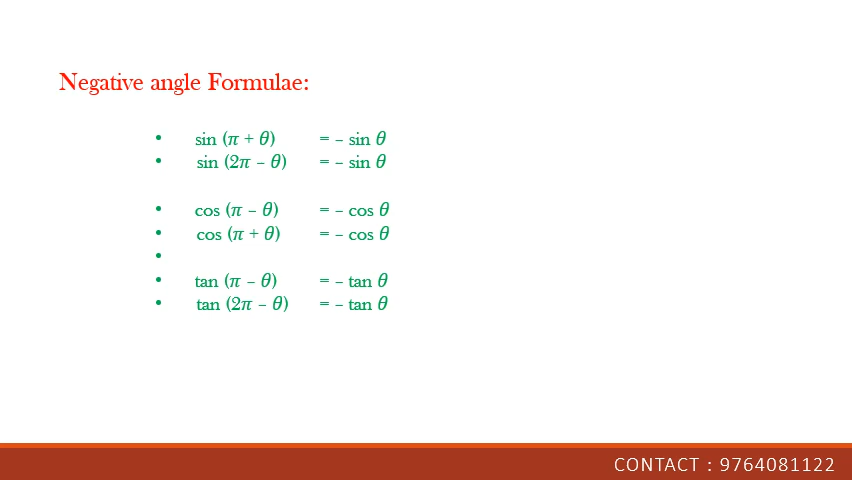 Negative angle Formulae:
• sin (π + θ) = – sin θ
• sin (2π – θ) = – sin θ
• cos (π – θ) = – cos θ
• cos (π + θ) = – cos θ
•
• tan (π – θ) = – tan θ
• tan (2π – θ) = – tan θ
CONTACT : 9764081122